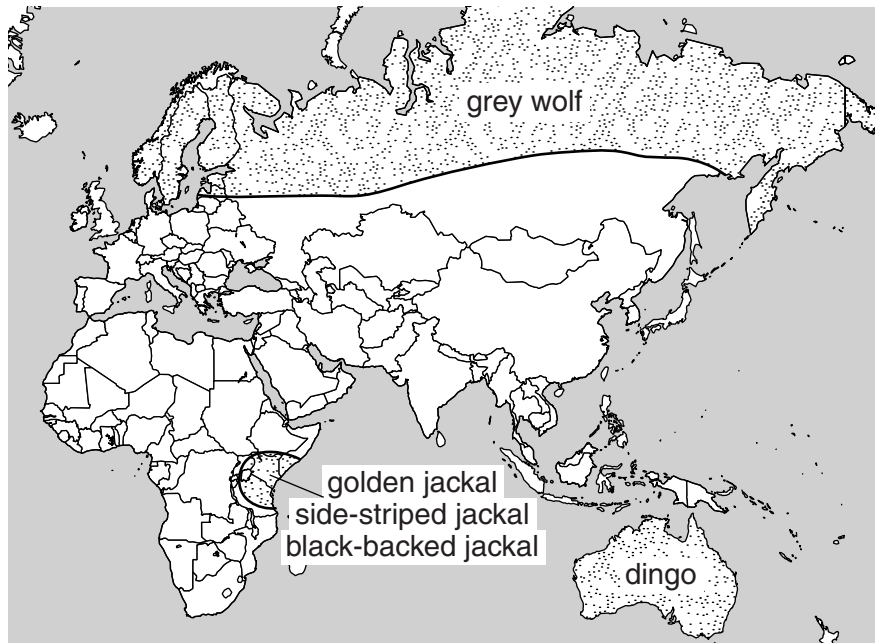 grey wolf
golden jackal
side-striped jackal
black-backed jackal
dingo